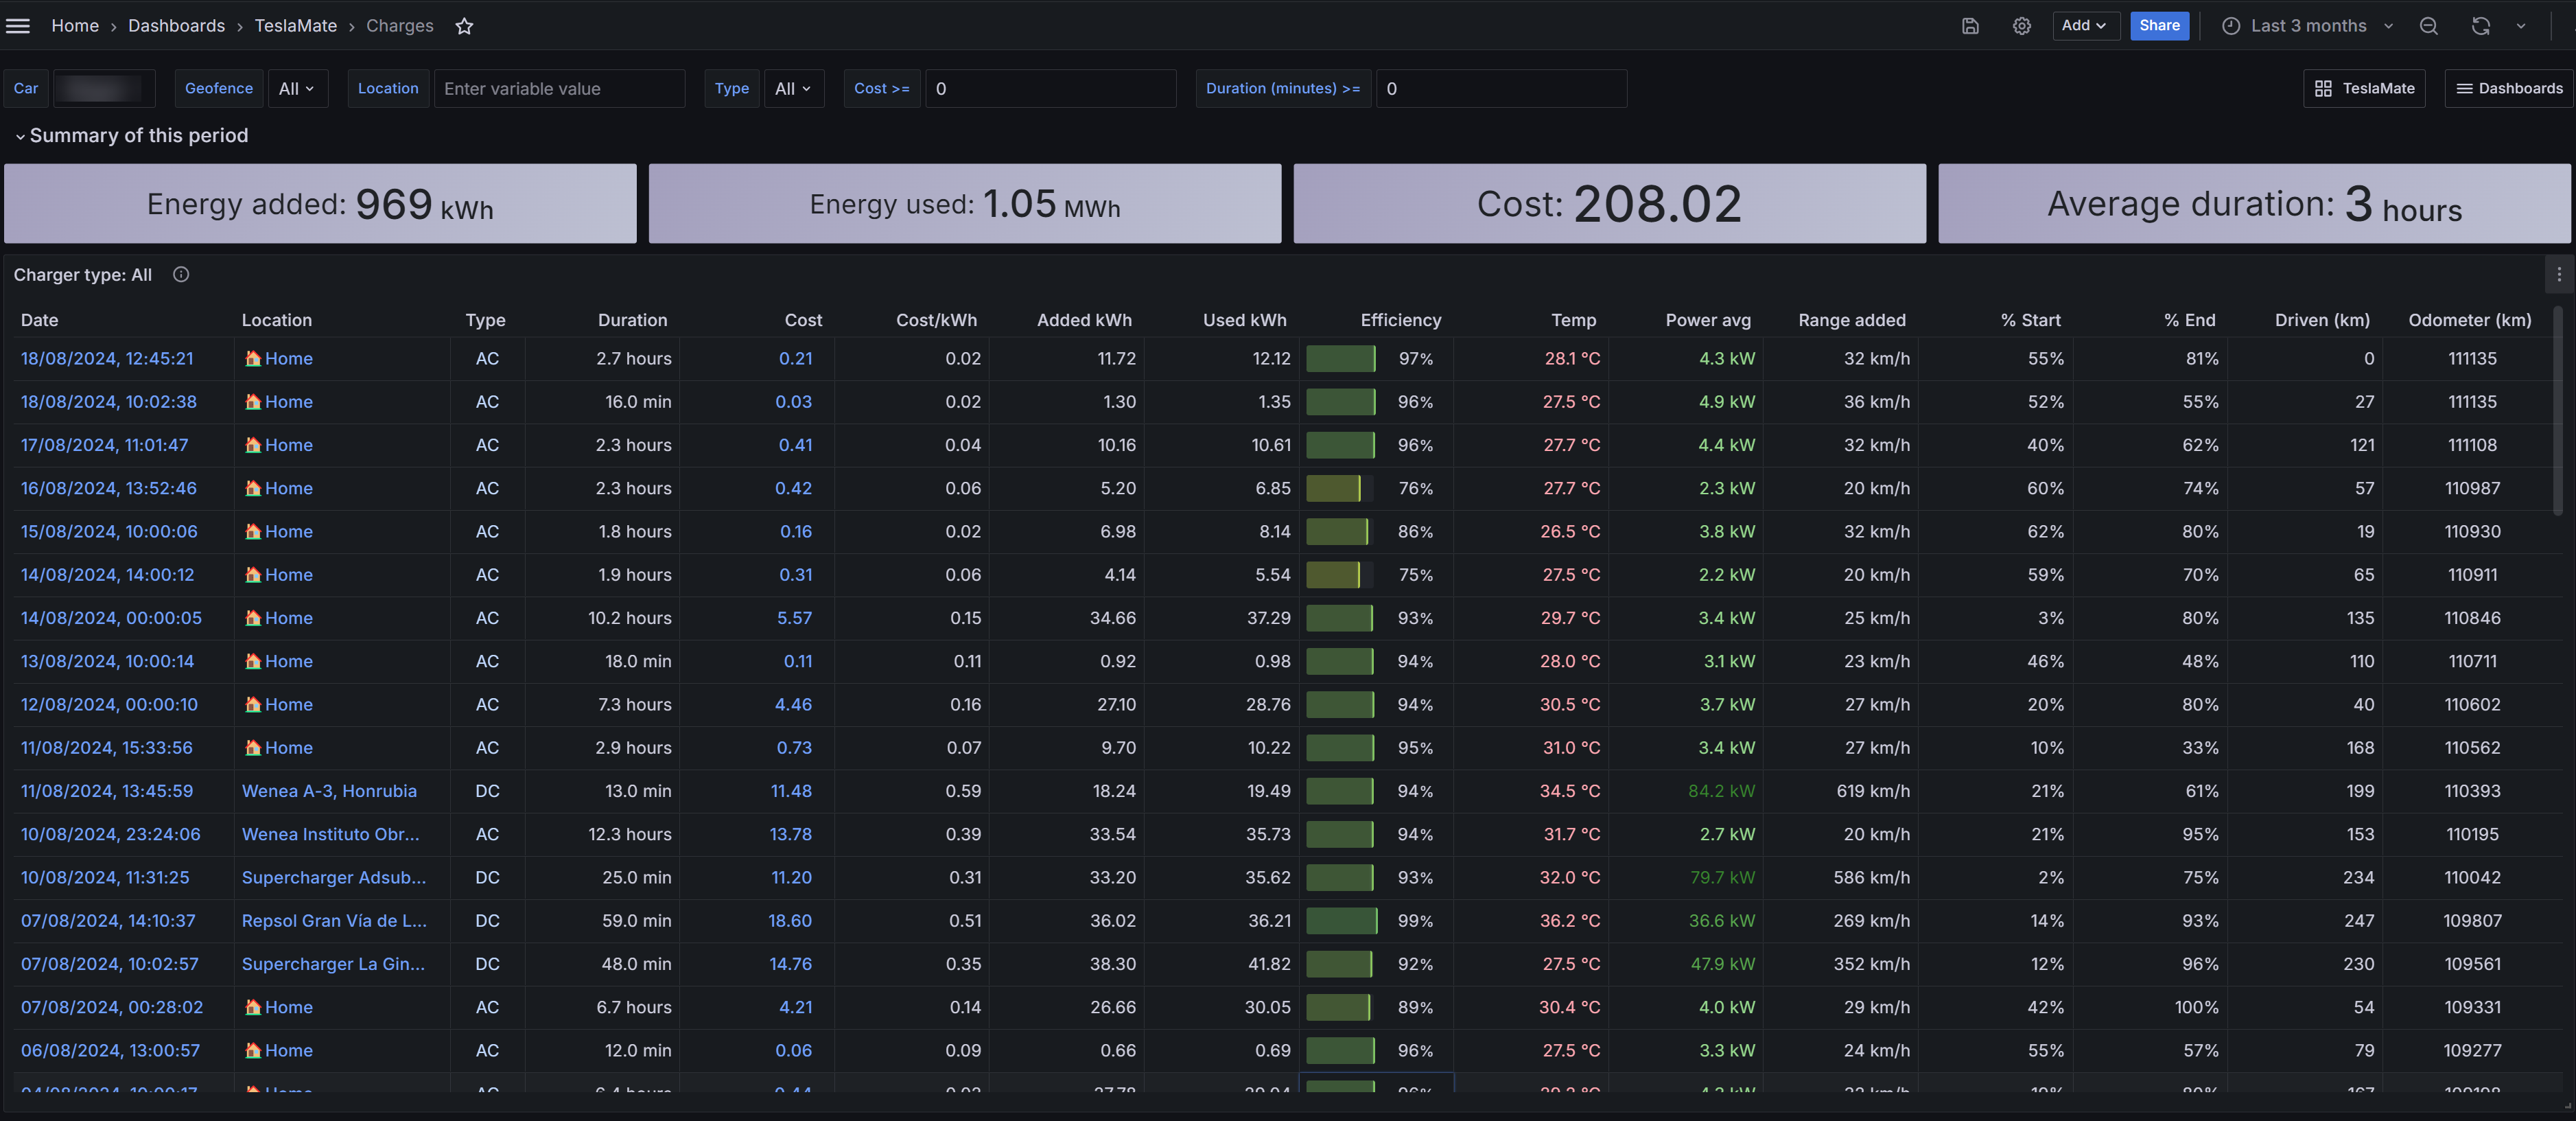 Home › Dashboards › TeslaMate › Charges
Add Share Last 3 months
Car Geofence All Location Enter variable value Type All Cost >= 0 Duration (minutes) >= 0 TeslaMate Dashboards
Summary of this period
Energy added: 969 kWh Energy used: 1.05 MWh Cost: 208.02 Average duration: 3 hours
Charger type: All
Date Location Type Duration Cost Cost/kWh Added kWh Used kWh Efficiency Temp Power avg Range added % Start % End Driven (km) Odometer (km)
18/08/2024, 12:45:21 Home AC 2.7 hours 0.21 0.02 11.72 12.12 97% 28.1 °C 4.3 kW 32 km/h 55% 81% 0 111135
18/08/2024, 10:02:38 Home AC 16.0 min 0.03 0.02 1.30 1.35 96% 27.5 °C 4.9 kW 36 km/h 52% 55% 27 111135
17/08/2024, 11:01:47 Home AC 2.3 hours 0.41 0.04 10.16 10.61 96% 27.7 °C 4.4 kW 32 km/h 40% 62% 121 111108
16/08/2024, 13:52:46 Home AC 2.3 hours 0.42 0.06 5.20 6.85 76% 27.7 °C 2.3 kW 20 km/h 60% 74% 57 110987
15/08/2024, 10:00:06 Home AC 1.8 hours 0.16 0.02 6.98 8.14 86% 26.5 °C 3.8 kW 32 km/h 62% 80% 19 110930
14/08/2024, 14:00:12 Home AC 1.9 hours 0.31 0.06 4.14 5.54 75% 27.5 °C 2.2 kW 20 km/h 59% 70% 65 110911
14/08/2024, 00:00:05 Home AC 10.2 hours 5.57 0.15 34.66 37.29 93% 29.7 °C 3.4 kW 25 km/h 3% 80% 135 110846
13/08/2024, 10:00:14 Home AC 18.0 min 0.11 0.11 0.92 0.98 94% 28.0 °C 3.1 kW 23 km/h 46% 48% 110 110711
12/08/2024, 00:00:10 Home AC 7.3 hours 4.46 0.16 27.10 28.76 94% 30.5 °C 3.7 kW 27 km/h 20% 80% 40 110602
11/08/2024, 15:33:56 Home AC 2.9 hours 0.73 0.07 9.70 10.22 95% 31.0 °C 3.4 kW 27 km/h 10% 33% 168 110562
11/08/2024, 13:45:59 Wenea A-3, Honrubia DC 13.0 min 11.48 0.59 18.24 19.49 94% 34.5 °C 84.2 kW 619 km/h 21% 61% 199 110393
10/08/2024, 23:24:06 Wenea Instituto Obr... AC 12.3 hours 13.78 0.39 33.54 35.73 94% 31.7 °C 2.7 kW 20 km/h 21% 95% 153 110195
10/08/2024, 11:31:25 Supercharger Adsub... DC 25.0 min 11.20 0.31 33.20 35.62 93% 32.0 °C 79.7 kW 586 km/h 2% 75% 234 110042
07/08/2024, 14:10:37 Repsol Gran Vía de L... DC 59.0 min 18.60 0.51 36.02 36.21 99% 36.2 °C 36.6 kW 269 km/h 14% 93% 247 109807
07/08/2024, 10:02:57 Supercharger La Gin... DC 48.0 min 14.76 0.35 38.30 41.82 92% 27.5 °C 47.9 kW 352 km/h 12% 96% 230 109561
07/08/2024, 00:28:02 Home AC 6.7 hours 4.21 0.14 26.66 30.05 89% 30.4 °C 4.0 kW 29 km/h 42% 100% 54 109331
06/08/2024, 13:00:57 Home AC 12.0 min 0.06 0.09 0.66 0.69 96% 27.5 °C 3.3 kW 24 km/h 55% 57% 79 109277